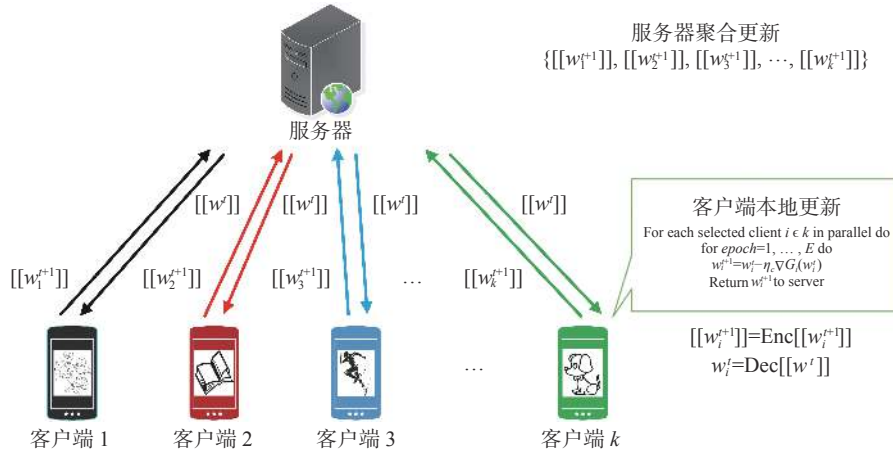 服务器聚合更新
{[[w₁ᵗ⁺¹]], [[w₂ᵗ⁺¹]], [[w₃ᵗ⁺¹]], ⋯, [[wₖᵗ⁺¹]]}
服务器
[[wᵗ]] [[wᵗ]] [[wᵗ]] [[wᵗ]]
[[w₁ᵗ⁺¹]] [[w₂ᵗ⁺¹]] [[w₃ᵗ⁺¹]] … [[wₖᵗ⁺¹]]
客户端本地更新
For each selected client i ϵ k in parallel do
for epoch=1, … , E do
wᵢᵗ⁺¹=wᵢᵗ−η꜀∇Gᵢ(wᵢᵗ)
Return wᵢᵗ⁺¹ to server
[[wᵢᵗ⁺¹]]=Enc[[wᵢᵗ⁺¹]]
wᵢᵗ=Dec[[wᵗ]]
…
客户端 1 客户端 2 客户端 3 客户端 k